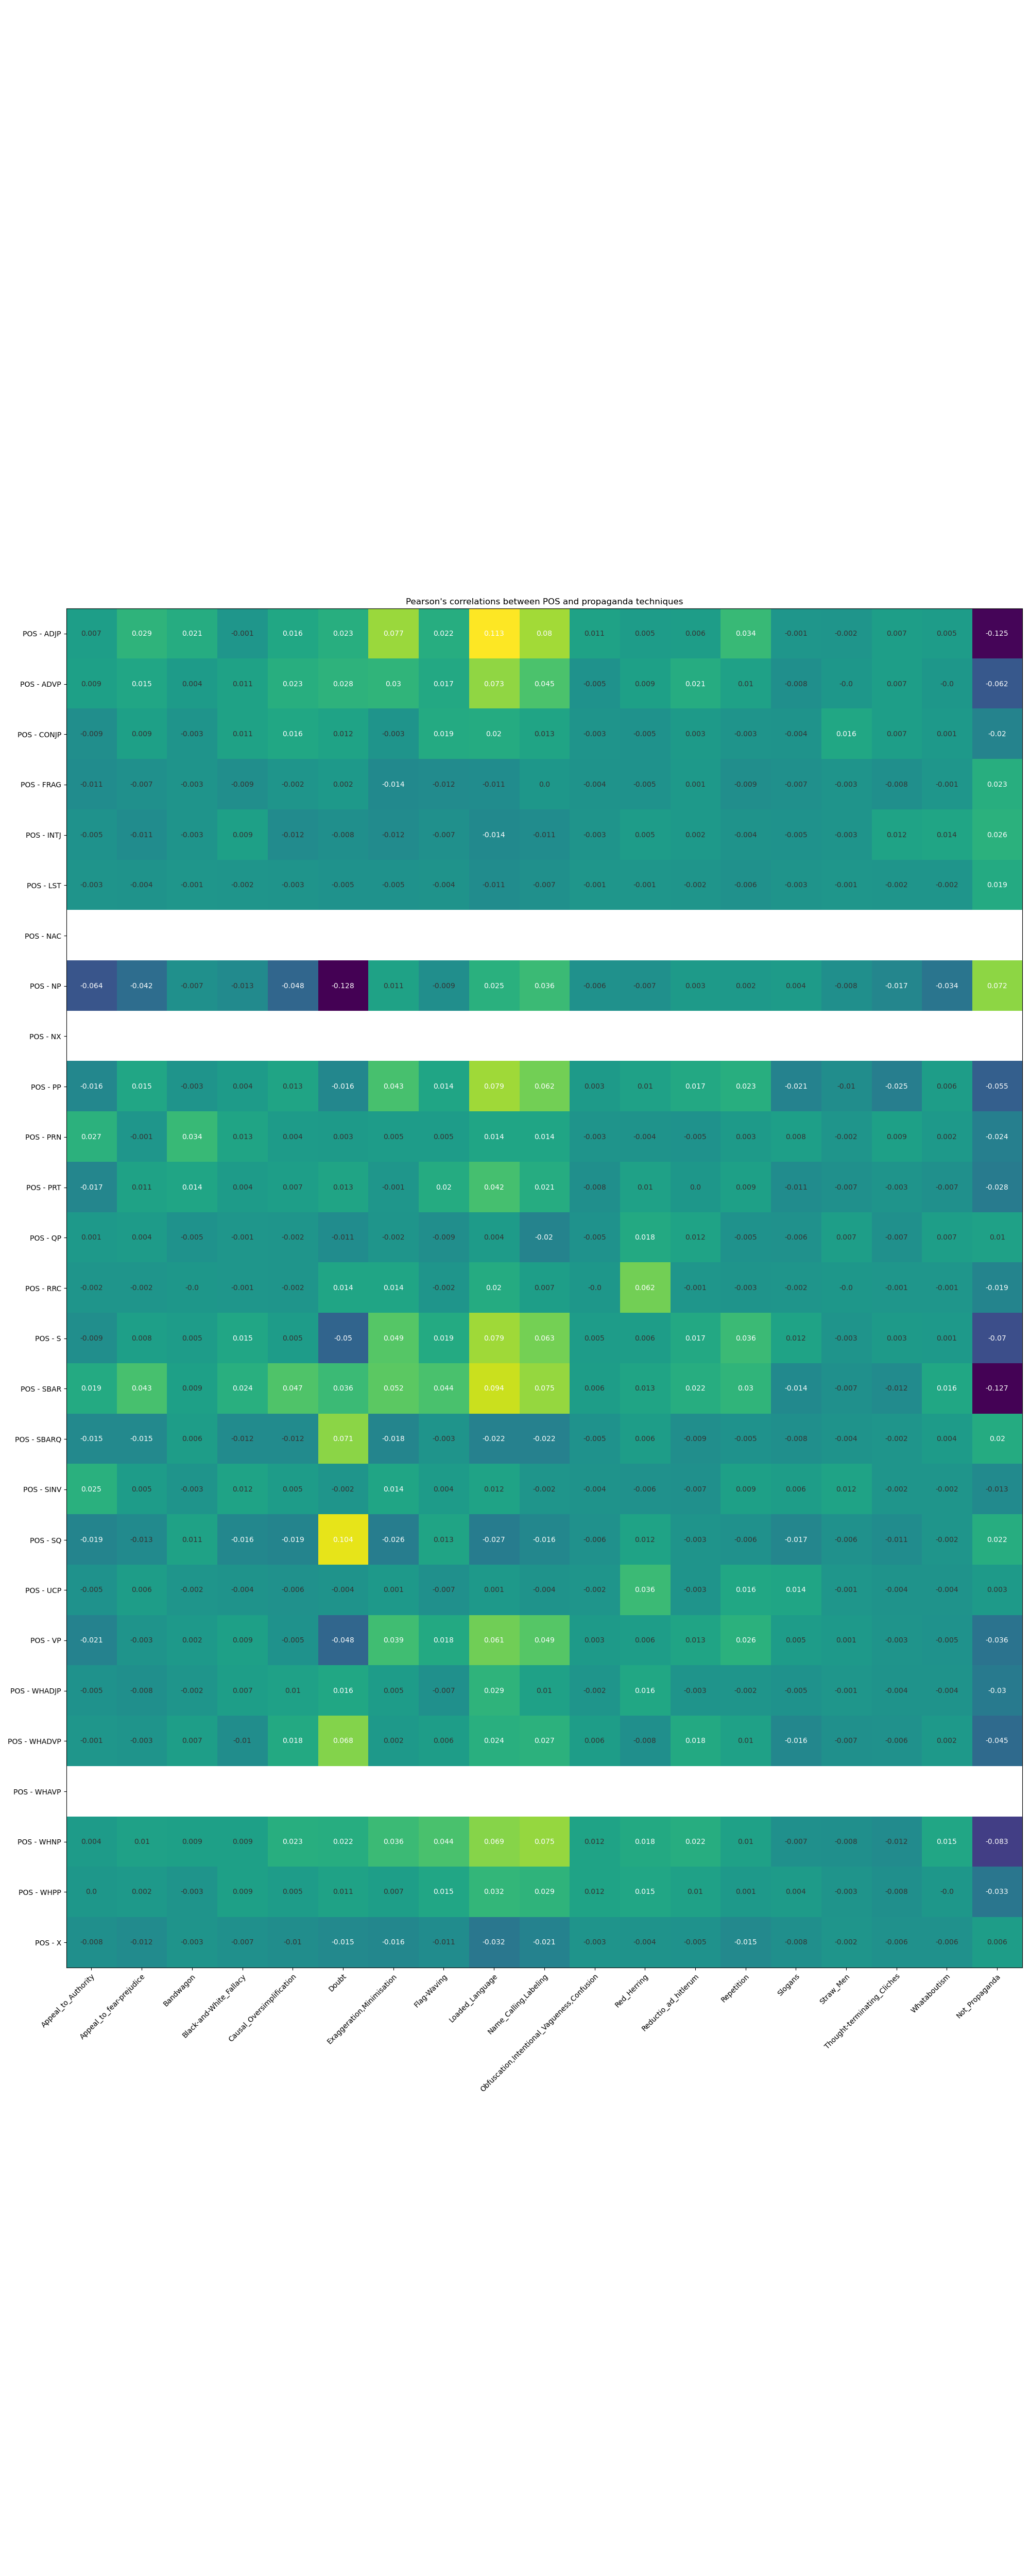 Pearson's correlations between POS and propaganda techniques
POS - ADJP 0.007 0.029 0.021 -0.001 0.016 0.023 0.077 0.022 0.113 0.08 0.011 0.005 0.006 0.034 -0.001 -0.002 0.007 0.005 -0.125
POS - ADVP 0.009 0.015 0.004 0.011 0.023 0.028 0.03 0.017 0.073 0.045 -0.005 0.009 0.021 0.01 -0.008 -0.0 0.007 -0.0 -0.062
POS - CONJP -0.009 0.009 -0.003 0.011 0.016 0.012 -0.003 0.019 0.02 0.013 -0.003 -0.005 0.003 -0.003 -0.004 0.016 0.007 0.001 -0.02
POS - FRAG -0.011 -0.007 -0.003 -0.009 -0.002 0.002 -0.014 -0.012 -0.011 0.0 -0.004 -0.005 0.001 -0.009 -0.007 -0.003 -0.008 -0.001 0.023
POS - INTJ -0.005 -0.011 -0.003 0.009 -0.012 -0.008 -0.012 -0.007 -0.014 -0.011 -0.003 0.005 0.002 -0.004 -0.005 -0.003 0.012 0.014 0.026
POS - LST -0.003 -0.004 -0.001 -0.002 -0.003 -0.005 -0.005 -0.004 -0.011 -0.007 -0.001 -0.001 -0.002 -0.006 -0.003 -0.001 -0.002 -0.002 0.019
POS - NAC
POS - NP -0.064 -0.042 -0.007 -0.013 -0.048 -0.128 0.011 -0.009 0.025 0.036 -0.006 -0.007 0.003 0.002 0.004 -0.008 -0.017 -0.034 0.072
POS - NX
POS - PP -0.016 0.015 -0.003 0.004 0.013 -0.016 0.043 0.014 0.079 0.062 0.003 0.01 0.017 0.023 -0.021 -0.01 -0.025 0.006 -0.055
POS - PRN 0.027 -0.001 0.034 0.013 0.004 0.003 0.005 0.005 0.014 0.014 -0.003 -0.004 -0.005 0.003 0.008 -0.002 0.009 0.002 -0.024
POS - PRT -0.017 0.011 0.014 0.004 0.007 0.013 -0.001 0.02 0.042 0.021 -0.008 0.01 0.0 0.009 -0.011 -0.007 -0.003 -0.007 -0.028
POS - QP 0.001 0.004 -0.005 -0.001 -0.002 -0.011 -0.002 -0.009 0.004 -0.02 -0.005 0.018 0.012 -0.005 -0.006 0.007 -0.007 0.007 0.01
POS - RRC -0.002 -0.002 -0.0 -0.001 -0.002 0.014 0.014 -0.002 0.02 0.007 -0.0 0.062 -0.001 -0.003 -0.002 -0.0 -0.001 -0.001 -0.019
POS - S -0.009 0.008 0.005 0.015 0.005 -0.05 0.049 0.019 0.079 0.063 0.005 0.006 0.017 0.036 0.012 -0.003 0.003 0.001 -0.07
POS - SBAR 0.019 0.043 0.009 0.024 0.047 0.036 0.052 0.044 0.094 0.075 0.006 0.013 0.022 0.03 -0.014 -0.007 -0.012 0.016 -0.127
POS - SBARQ -0.015 -0.015 0.006 -0.012 -0.012 0.071 -0.018 -0.003 -0.022 -0.022 -0.005 0.006 -0.009 -0.005 -0.008 -0.004 -0.002 0.004 0.02
POS - SINV 0.025 0.005 -0.003 0.012 0.005 -0.002 0.014 0.004 0.012 -0.002 -0.004 -0.006 -0.007 0.009 0.006 0.012 -0.002 -0.002 -0.013
POS - SQ -0.019 -0.013 0.011 -0.016 -0.019 0.104 -0.026 0.013 -0.027 -0.016 -0.006 0.012 -0.003 -0.006 -0.017 -0.006 -0.011 -0.002 0.022
POS - UCP -0.005 0.006 -0.002 -0.004 -0.006 -0.004 0.001 -0.007 0.001 -0.004 -0.002 0.036 -0.003 0.016 0.014 -0.001 -0.004 -0.004 0.003
POS - VP -0.021 -0.003 0.002 0.009 -0.005 -0.048 0.039 0.018 0.061 0.049 0.003 0.006 0.013 0.026 0.005 0.001 -0.003 -0.005 -0.036
POS - WHADJP -0.005 -0.008 -0.002 0.007 0.01 0.016 0.005 -0.007 0.029 0.01 -0.002 0.016 -0.003 -0.002 -0.005 -0.001 -0.004 -0.004 -0.03
POS - WHADVP -0.001 -0.003 0.007 -0.01 0.018 0.068 0.002 0.006 0.024 0.027 0.006 -0.008 0.018 0.01 -0.016 -0.007 -0.006 0.002 -0.045
POS - WHAVP
POS - WHNP 0.004 0.01 0.009 0.009 0.023 0.022 0.036 0.044 0.069 0.075 0.012 0.018 0.022 0.01 -0.007 -0.008 -0.012 0.015 -0.083
POS - WHPP 0.0 0.002 -0.003 0.009 0.005 0.011 0.007 0.015 0.032 0.029 0.012 0.015 0.01 0.001 0.004 -0.003 -0.008 -0.0 -0.033
POS - X -0.008 -0.012 -0.003 -0.007 -0.01 -0.015 -0.016 -0.011 -0.032 -0.021 -0.003 -0.004 -0.005 -0.015 -0.008 -0.002 -0.006 -0.006 0.006
Appeal_to_Authority
Appeal_to_fear-prejudice
Bandwagon
Black-and-White_Fallacy
Causal_Oversimplification
Doubt
Exaggeration,Minimisation
Flag-Waving
Loaded_Language
Name_Calling,Labeling
Obfuscation,Intentional_Vagueness,Confusion
Red_Herring
Reductio_ad_hitlerum
Repetition
Slogans
Straw_Men
Thought-terminating_Cliches
Whataboutism
Not_Propaganda